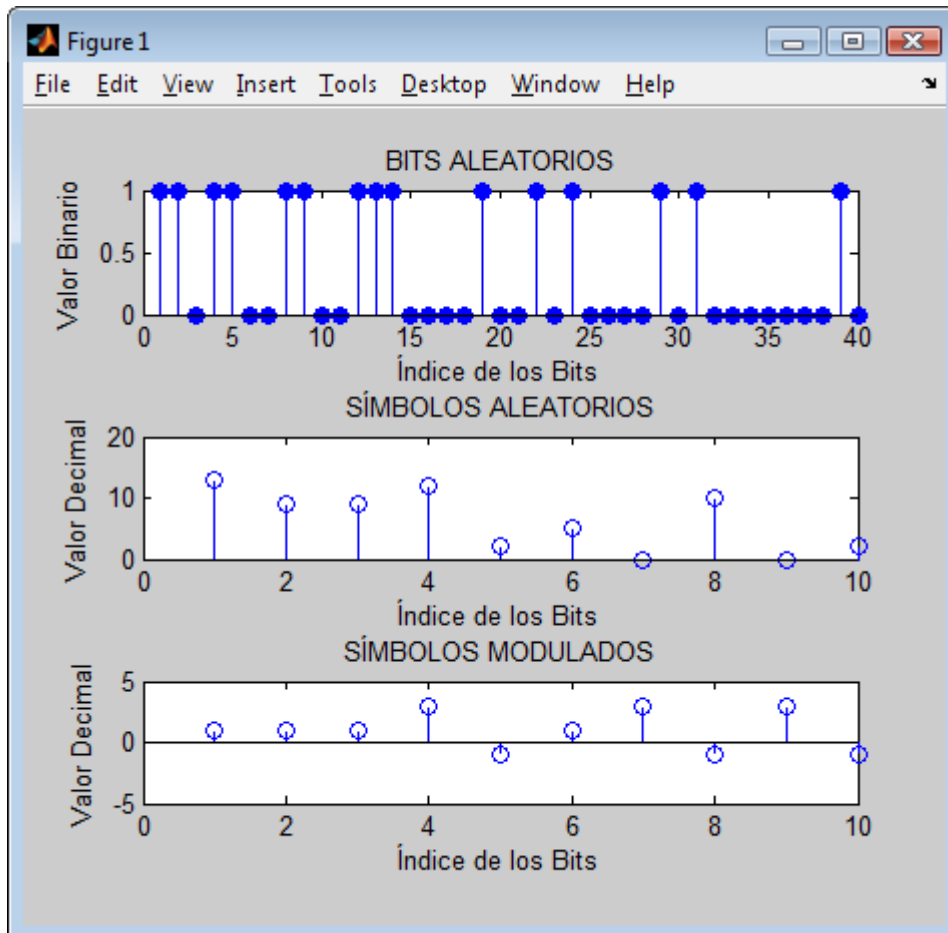 Figure 1
File Edit View Insert Tools Desktop Window Help
BITS ALEATORIOS
Valor Binario
1
0.5
0
0 5 10 15 20 25 30 35 40
Índice de los Bits
SÍMBOLOS ALEATORIOS
Valor Decimal
20
10
0
0 2 4 6 8 10
Índice de los Bits
SÍMBOLOS MODULADOS
Valor Decimal
5
0
-5
0 2 4 6 8 10
Índice de los Bits